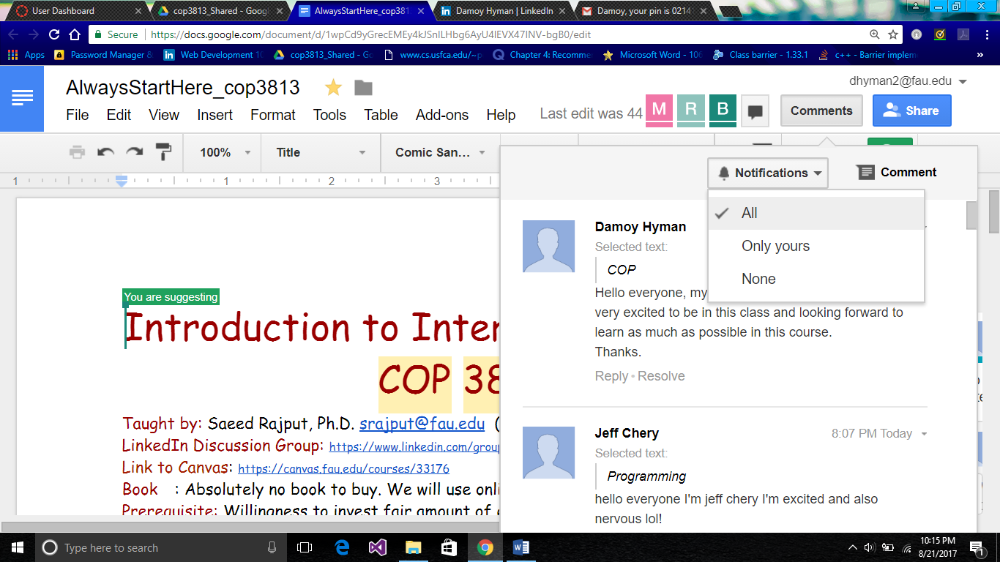 User Dashboard
cop3813_Shared - Googl
AlwaysStartHere_cop381
Damoy Hyman | LinkedIn
Damoy, your pin is 0214
Secure
https://docs.google.com/document/d/1wpCd9yGrecEMEy4kJSnILHbg6AyU4lEVX47INV-bgB0/edit
Apps
Password Manager &
Web Development 10
cop3813_Shared - Go
www.cs.usfca.edu/~p
Chapter 4: Recomme
Microsoft Word - 106
Class barrier - 1.33.1
c++ - Barrier implem
»
AlwaysStartHere_cop3813
dhyman2@fau.edu
File Edit View Insert Format Tools Table Add-ons Help
Last edit was 44
M R B
Comments
Share
100%
Title
Comic San...
1 1 2 3
Notifications
Comment
All
Only yours
None
You are suggesting
Introduction to Inter
COP 38
Taught by: Saeed Rajput, Ph.D. srajput@fau.edu (
LinkedIn Discussion Group: https://www.linkedin.com/group
Link to Canvas: https://canvas.fau.edu/courses/33176
Book : Absolutely no book to buy. We will use onli
Prerequisite: Willingness to invest fair amount of
Damoy Hyman
Selected text:
COP
Hello everyone, my
very excited to be in this class and looking forward to
learn as much as possible in this course.
Thanks.
Reply • Resolve
Jeff Chery
8:07 PM Today
Selected text:
Programming
hello everyone I'm jeff chery I'm excited and also
nervous lol!
Type here to search
10:15 PM
8/21/2017
1